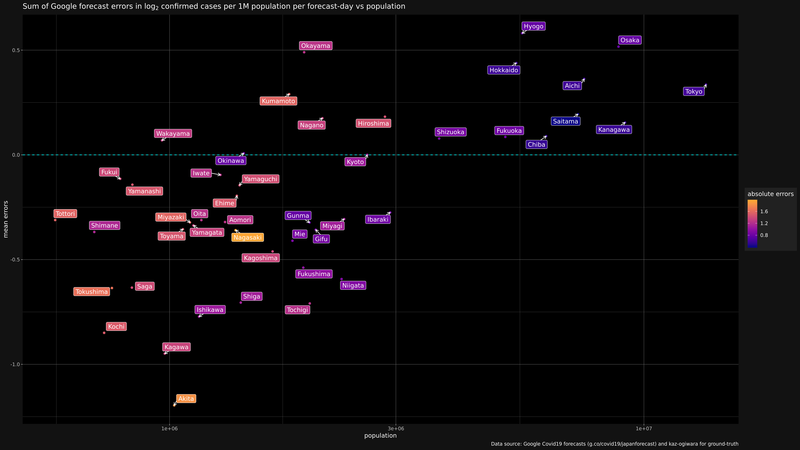 Sum of Google forecast errors in log2 confirmed cases per 1M population per forecast-day vs population
Hyogo
Osaka
Okayama
Hokkaido
Aichi
Tokyo
Kumamoto
Nagano
Hiroshima
Saitama
Kanagawa
Wakayama
Shizuoka
Fukuoka
Chiba
Okinawa
Kyoto
Fukui
Iwate
Yamaguchi
Yamanashi
Ehime
Tottori
Miyazaki
Oita
Aomori
Gunma
Ibaraki
Shimane
Miyagi
Toyama
Yamagata
Nagasaki
Mie
Gifu
Kagoshima
Fukushima
Niigata
Tokushima
Saga
Shiga
Ishikawa
Tochigi
Kochi
Kagawa
Akita
0.5
0.0
-0.5
-1.0
mean errors
1e+06
3e+06
1e+07
population
absolute errors
1.6
1.2
0.8
Data source: Google Covid19 forecasts (g.co/covid19/japanforecast) and kaz-ogiwara for ground-truth